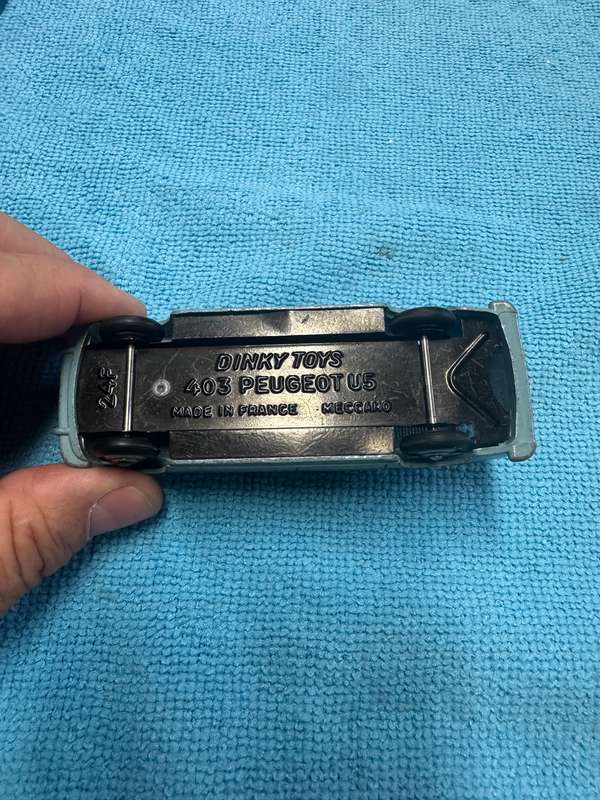 DINKY TOYS
24F
403 PEUGEOT U5
MADE IN FRANCE MECCANO